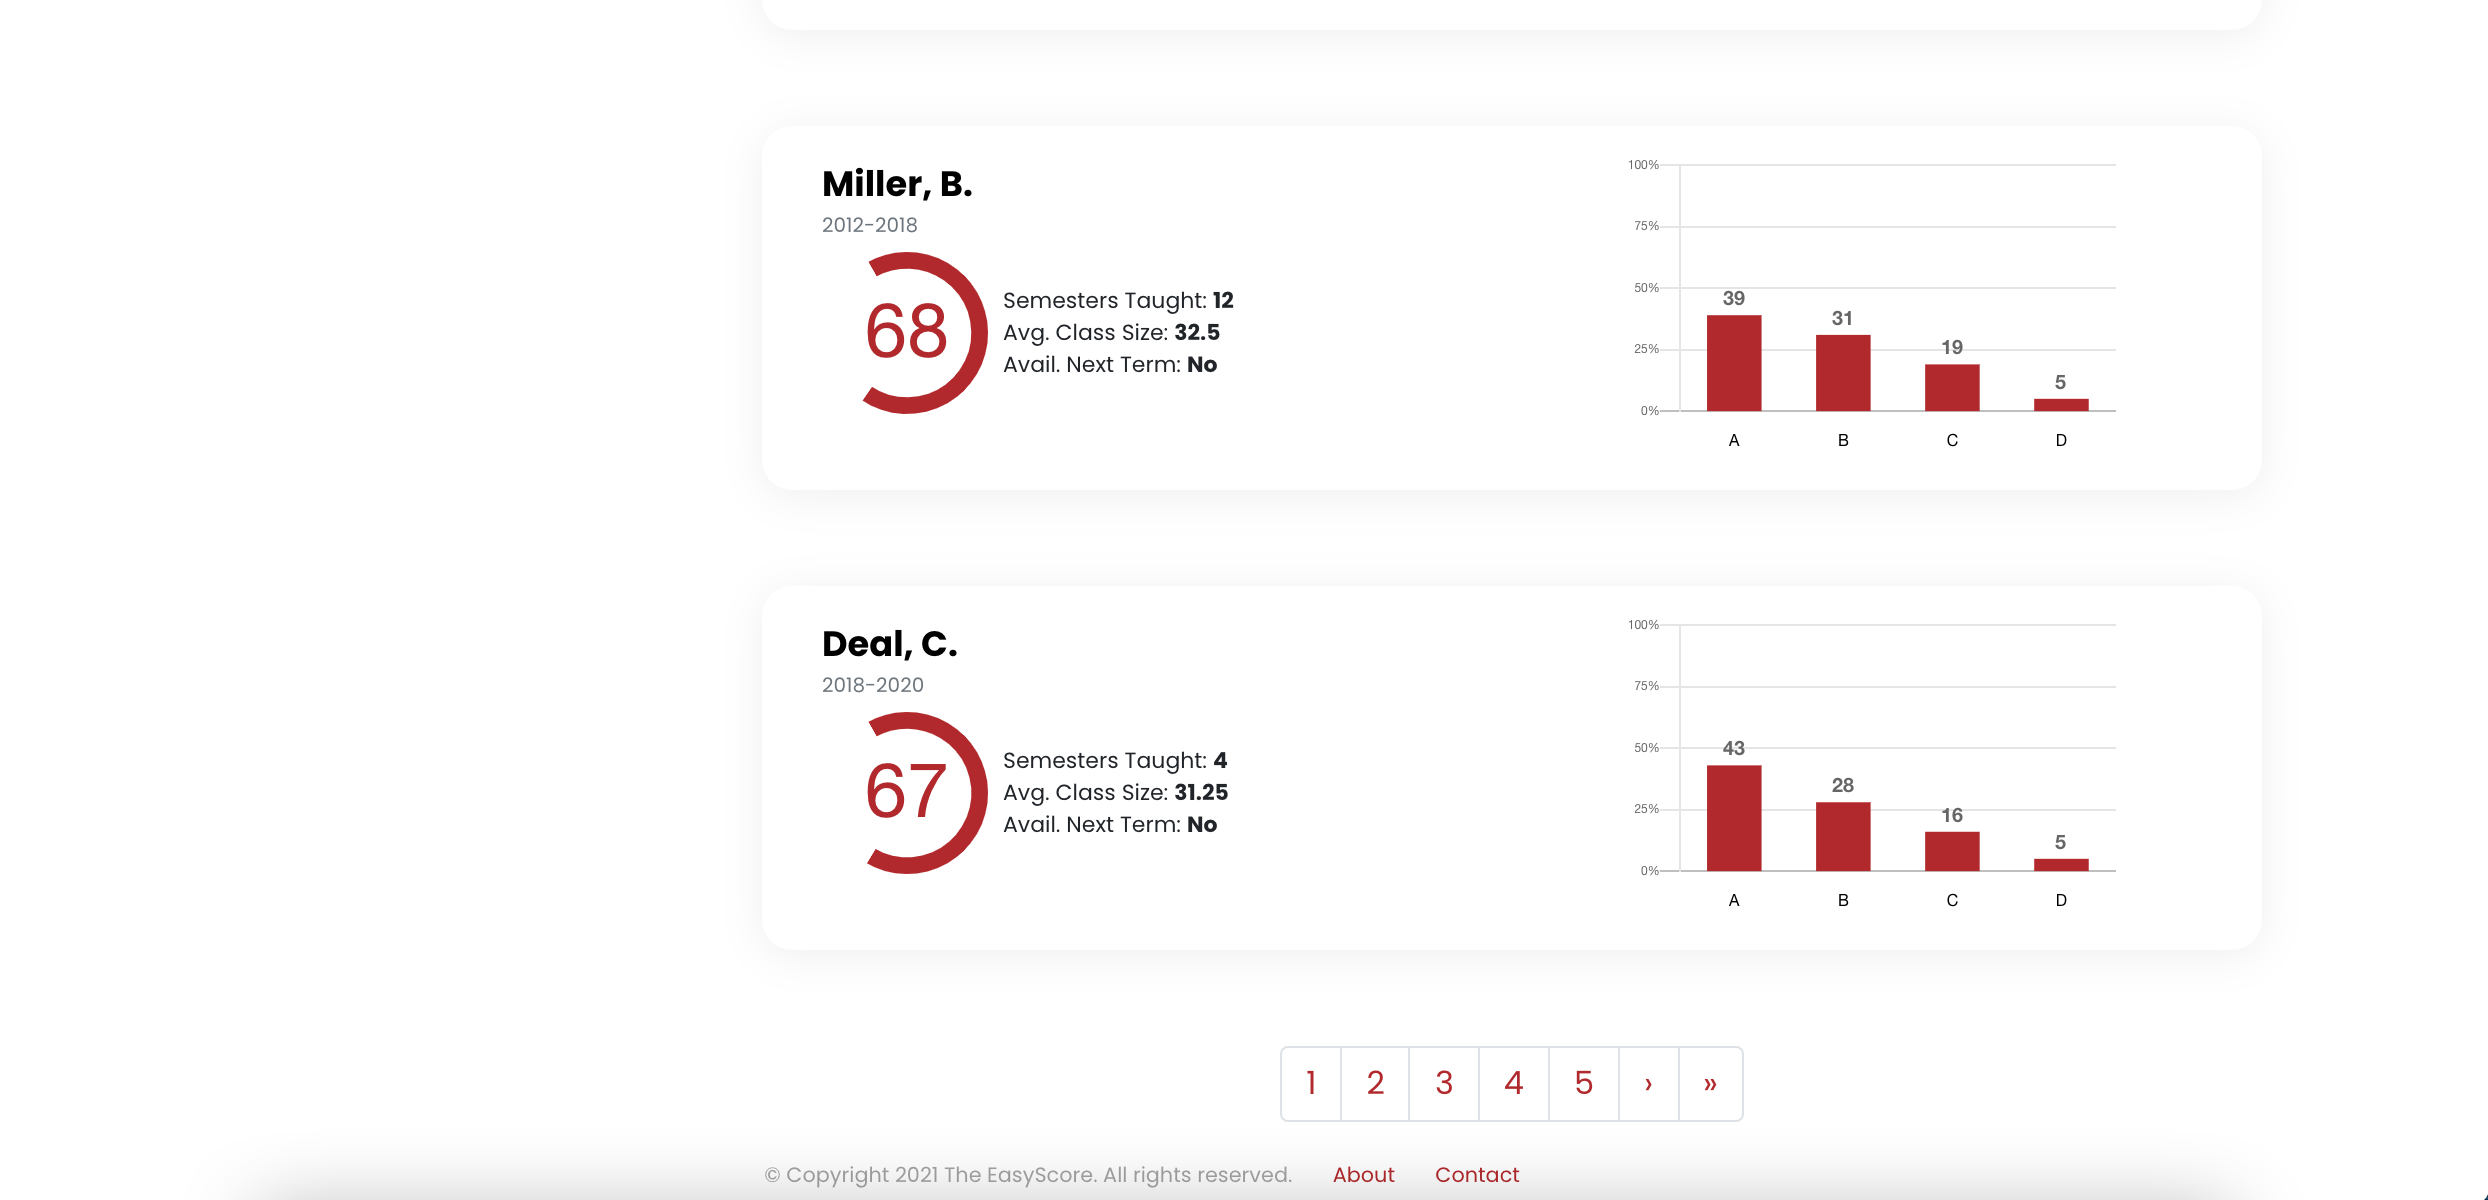 Miller, B.
2012-2018
68
Semesters Taught: 12
Avg. Class Size: 32.5
Avail. Next Term: No
100%
75%
50%
25%
0%
39
31
19
5
A B C D
Deal, C.
2018-2020
67
Semesters Taught: 4
Avg. Class Size: 31.25
Avail. Next Term: No
100%
75%
50%
25%
0%
43
28
16
5
A B C D
1 2 3 4 5 › »
© Copyright 2021 The EasyScore. All rights reserved. About Contact